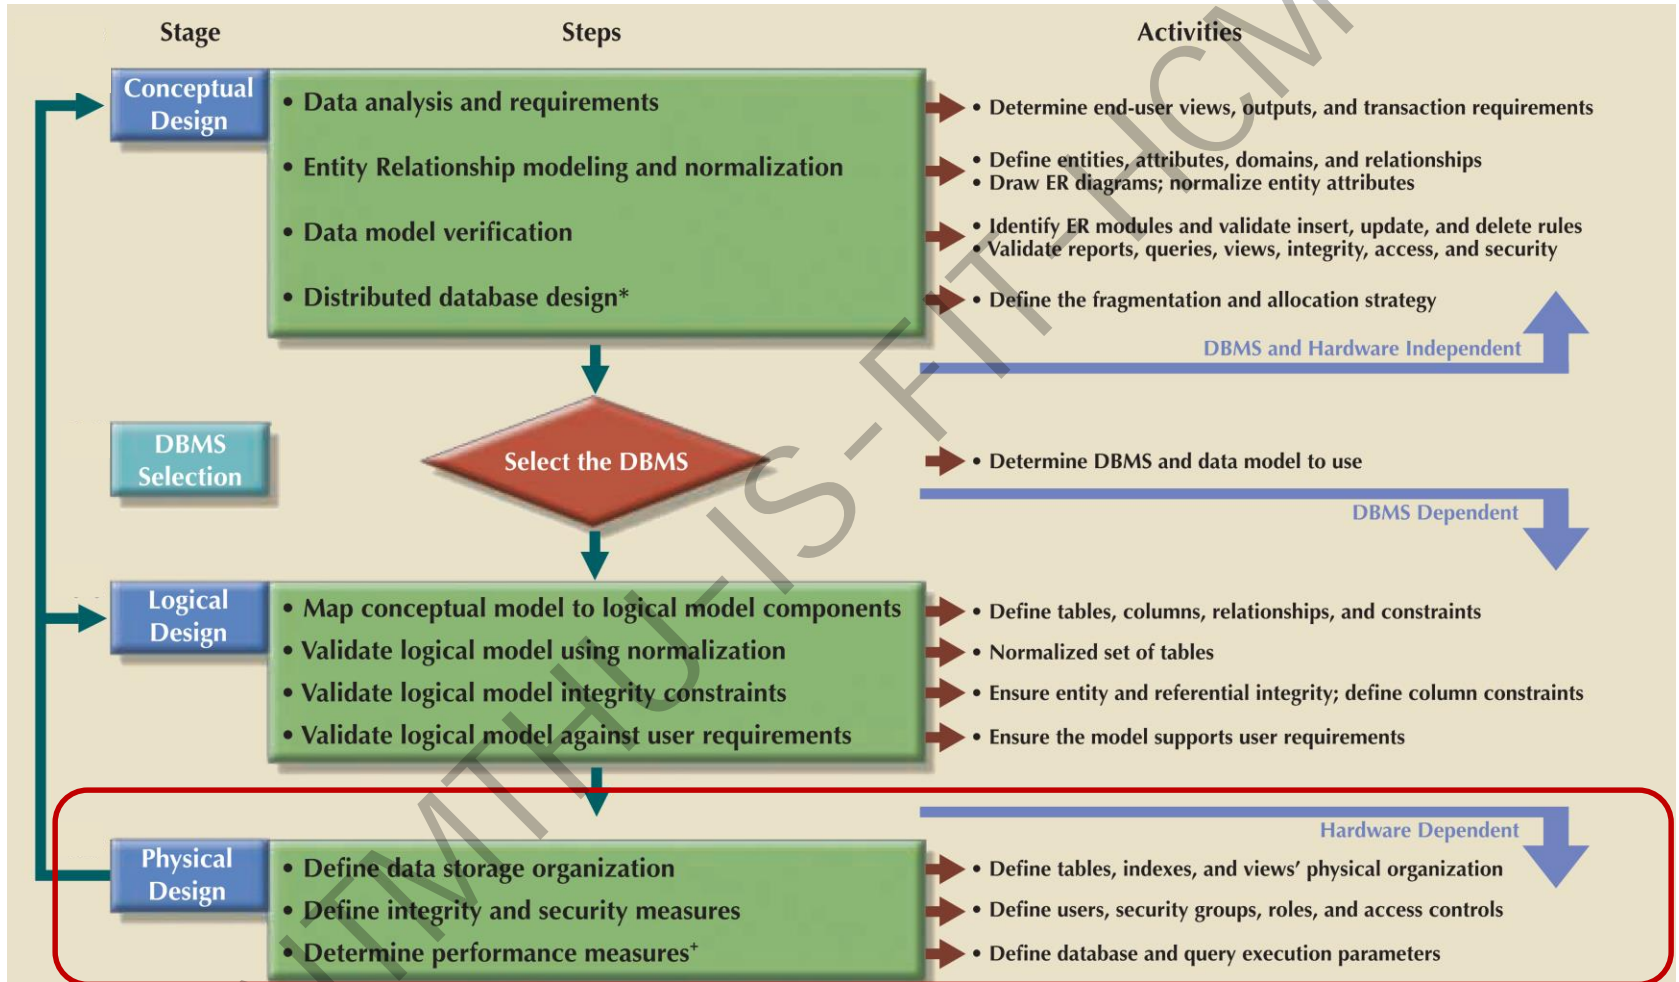 Stage Steps Activities
Conceptual
Design
• Data analysis and requirements
• Determine end-user views, outputs, and transaction requirements
• Entity Relationship modeling and normalization
• Define entities, attributes, domains, and relationships
• Draw ER diagrams; normalize entity attributes
• Data model verification
• Identify ER modules and validate insert, update, and delete rules
• Validate reports, queries, views, integrity, access, and security
• Distributed database design*
• Define the fragmentation and allocation strategy
DBMS and Hardware Independent
DBMS
Selection
Select the DBMS
• Determine DBMS and data model to use
DBMS Dependent
Logical
Design
• Map conceptual model to logical model components
• Define tables, columns, relationships, and constraints
• Validate logical model using normalization
• Normalized set of tables
• Validate logical model integrity constraints
• Ensure entity and referential integrity; define column constraints
• Validate logical model against user requirements
• Ensure the model supports user requirements
Hardware Dependent
Physical
Design
• Define data storage organization
• Define tables, indexes, and views’ physical organization
• Define integrity and security measures
• Define users, security groups, roles, and access controls
• Determine performance measures+
• Define database and query execution parameters